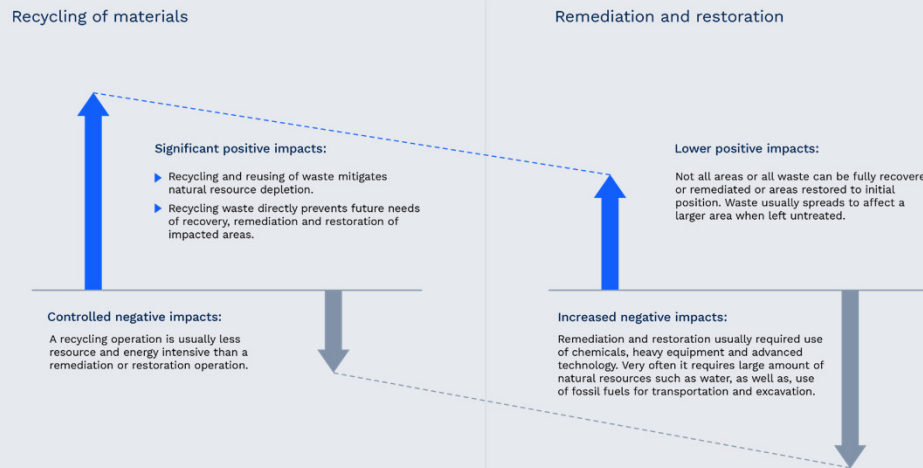 Recycling of materials
Significant positive impacts:
Recycling and reusing of waste mitigates
natural resource depletion.
Recycling waste directly prevents future needs
of recovery, remediation and restoration of
impacted areas.
Controlled negative impacts:
A recycling operation is usually less
resource and energy intensive than a
remediation or restoration operation.
Remediation and restoration
Lower positive impacts:
Not all areas or all waste can be fully recovere
or remediated or areas restored to initial
position. Waste usually spreads to affect a
larger area when left untreated.
Increased negative impacts:
Remediation and restoration usually required use
of chemicals, heavy equipment and advanced
technology. Very often it requires large amount of
natural resources such as water, as well as, use
of fossil fuels for transportation and excavation.